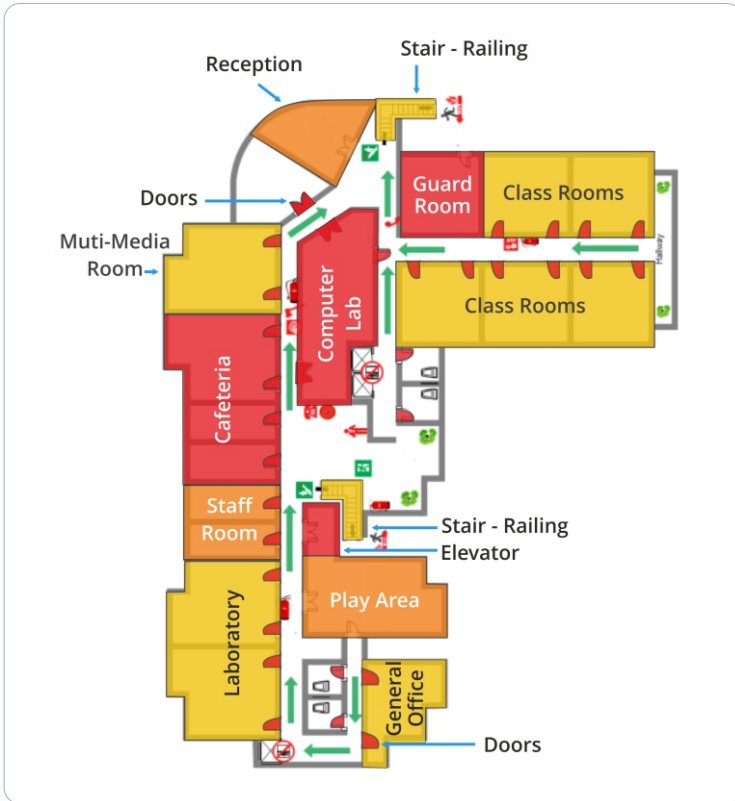 Stair - Railing
Reception
Doors
Guard
Room
Class Rooms
Muti-Media
Room
Hallway
Class Rooms
Computer
Lab
Cafeteria
Staff
Room
Stair - Railing
Elevator
Play Area
Laboratory
General
Office
Doors